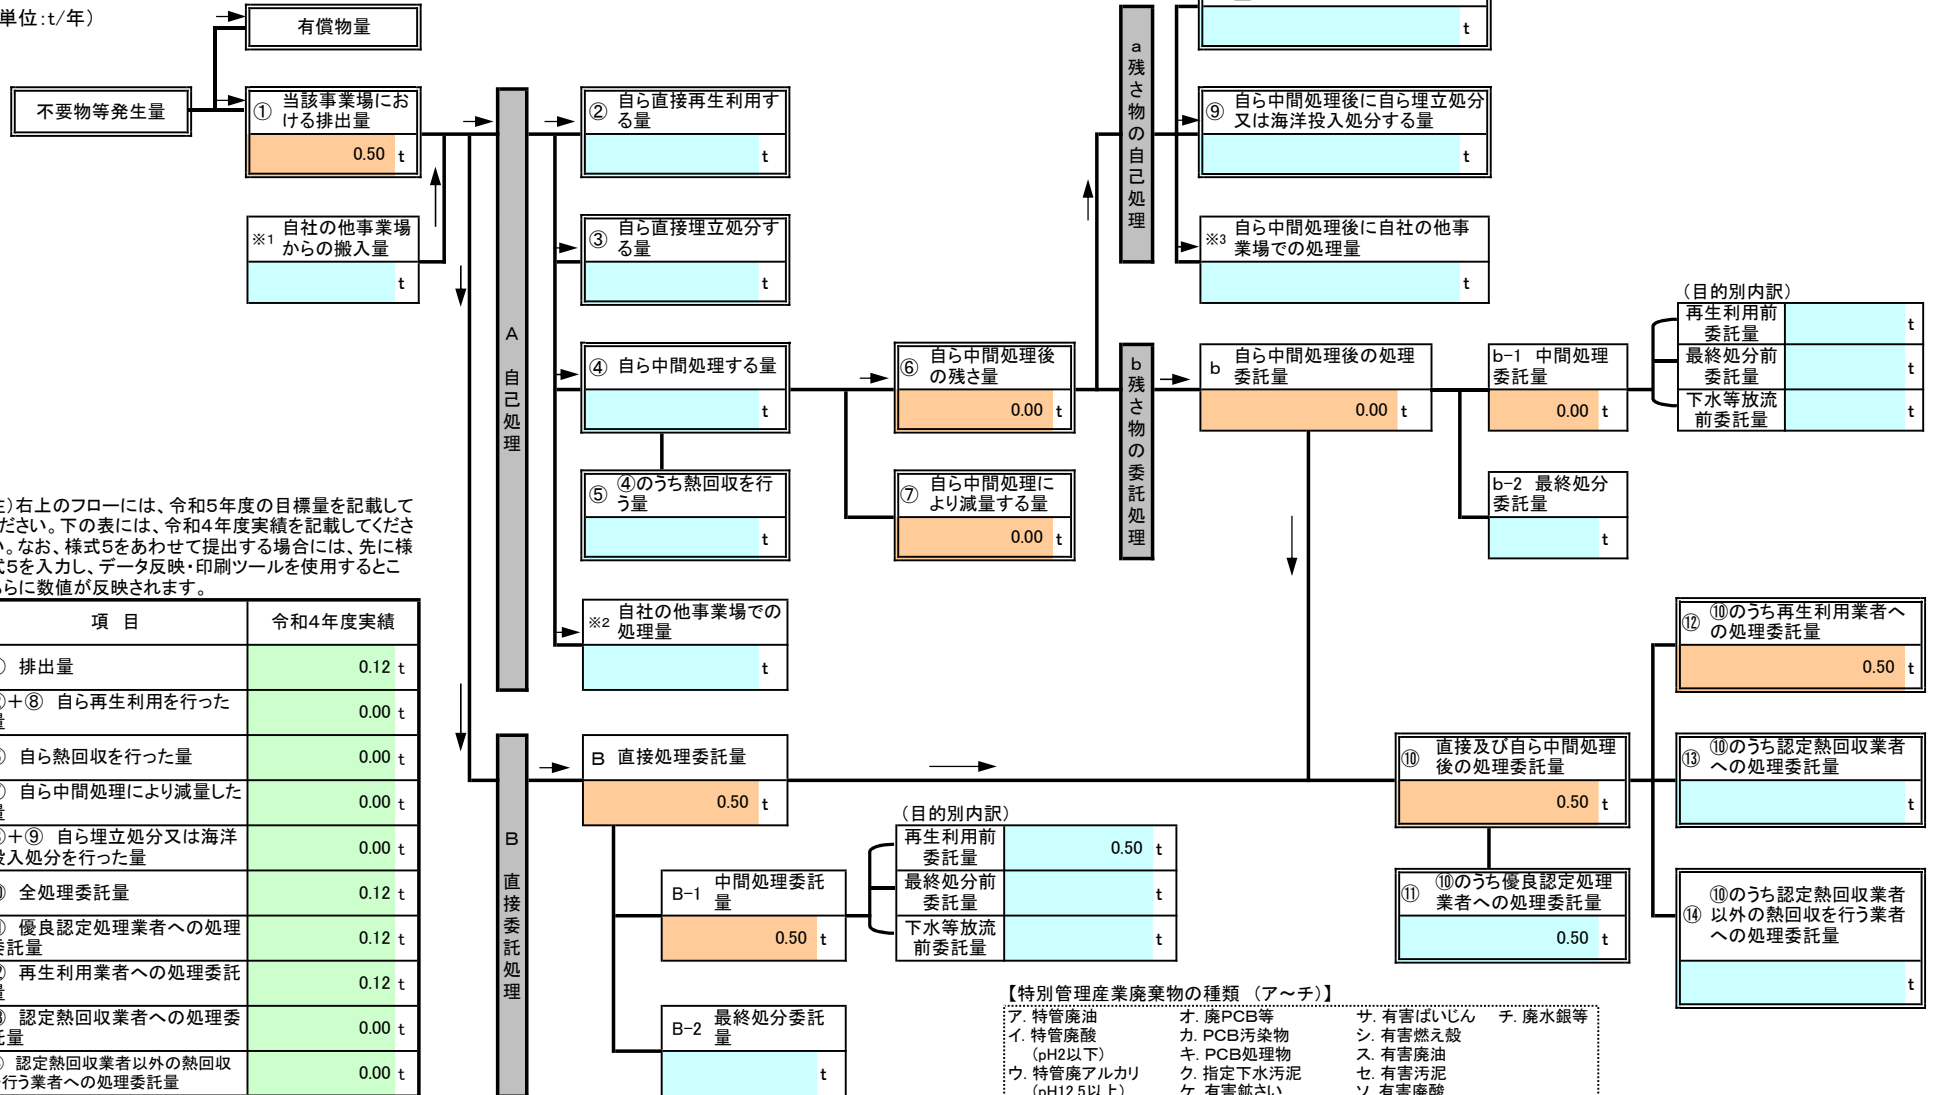 単位:t/年）
有償物量
不要物等発生量
① 当該事業場にお
ける排出量
0.50 t
※1 自社の他事業場
からの搬入量
t
A 自己処理
② 自ら直接再生利用す
る量
t
③ 自ら直接埋立処分す
る量
t
④ 自ら中間処理する量
t
⑤ ④のうち熱回収を行
う量
t
※2 自社の他事業場での
処理量
t
⑥ 自ら中間処理後
の残さ量
0.00 t
⑦ 自ら中間処理に
より減量する量
0.00 t
a 残さ物の自己処理
t
⑨ 自ら中間処理後に自ら埋立処分
又は海洋投入処分する量
t
※3 自ら中間処理後に自社の他事
業場での処理量
t
b 残さ物の委託処理
b 自ら中間処理後の処理
委託量
0.00 t
b-1 中間処理
委託量
0.00 t
b-2 最終処分
委託量
t
（目的別内訳）
再生利用前
委託量
t
最終処分前
委託量
t
下水等放流
前委託量
t
）右上のフローには、令和5年度の目標量を記載して
ださい。下の表には、令和4年度実績を記載してくださ
。なお、様式5をあわせて提出する場合には、先に様
式5を入力し、データ反映・印刷ツールを使用するとこ
らに数値が反映されます。
項 目 令和4年度実績
排出量 0.12 t
＋⑧ 自ら再生利用を行った
量 0.00 t
自ら熱回収を行った量 0.00 t
自ら中間処理により減量した
量 0.00 t
＋⑨ 自ら埋立処分又は海洋
投入処分を行った量 0.00 t
全処理委託量 0.12 t
優良認定処理業者への処理
委託量 0.12 t
再生利用業者への処理委託
量 0.12 t
認定熱回収業者への処理委
託量 0.00 t
認定熱回収業者以外の熱回収
行う業者への処理委託量 0.00 t
B 直接委託処理
B 直接処理委託量
0.50 t
B-1 中間処理委託
量
0.50 t
B-2 最終処分委託
量
t
（目的別内訳）
再生利用前
委託量
0.50 t
最終処分前
委託量
t
下水等放流
前委託量
t
⑩ 直接及び自ら中間処理
後の処理委託量
0.50 t
⑪ ⑩のうち優良認定処理
業者への処理委託量
0.50 t
⑫ ⑩のうち再生利用業者へ
の処理委託量
0.50 t
⑬ ⑩のうち認定熱回収業者
への処理委託量
t
⑭ ⑩のうち認定熱回収業者
以外の熱回収を行う業者
への処理委託量
t
【特別管理産業廃棄物の種類 （ア～チ）】
ア. 特管廃油 オ. 廃PCB等 サ. 有害ばいじん チ. 廃水銀等
イ. 特管廃酸 カ. PCB汚染物 シ. 有害燃え殻
（pH2以下） キ. PCB処理物 ス. 有害廃油
ウ. 特管廃アルカリ ク. 指定下水汚泥 セ. 有害汚泥
（pH12.5以上） ケ. 有害鉱さい ソ. 有害廃酸